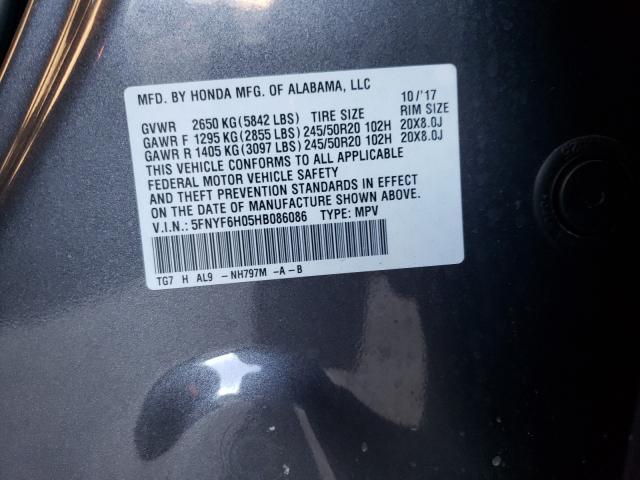 MFD. BY HONDA MFG. OF ALABAMA, LLC 10/'17
GVWR 2650 KG(5842 LBS) TIRE SIZE RIM SIZE
GAWR F 1295 KG(2855 LBS) 245/50R20 102H 20X8.0J
GAWR R 1405 KG(3097 LBS) 245/50R20 102H 20X8.0J
THIS VEHICLE CONFORMS TO ALL APPLICABLE
FEDERAL MOTOR VEHICLE SAFETY
AND THEFT PREVENTION STANDARDS IN EFFECT
ON THE DATE OF MANUFACTURE SHOWN ABOVE.
V.I.N.: 5FNYF6H05HB086086 TYPE: MPV
TG7 H AL9 -NH797M -A-B